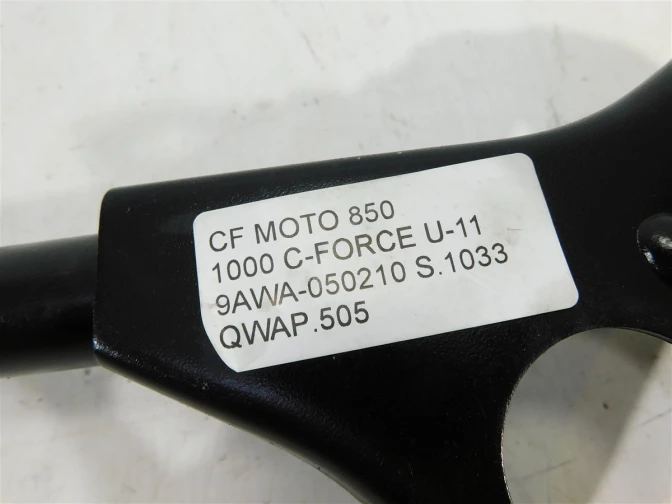 CF MOTO 850
1000 C-FORCE U-11
9AWA-050210 S.1033
QWAP.505